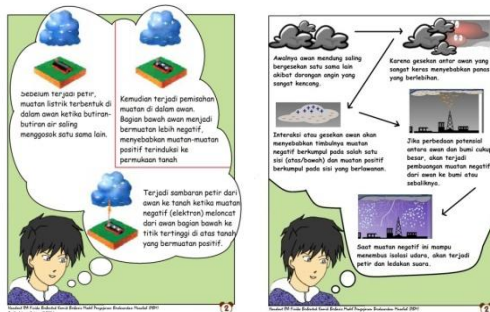 Sebelum terjadi petir,
muatan listrik terbentuk di
dalam awan ketika butiran-
butiran air saling
menggosok satu sama lain.
Kemudian terjadi pemisahan
muatan di dalam awan.
Bagian bawah awan menjadi
bermuatan lebih negatif,
menyebabkan muatan-muatan
positif terinduksi ke
permukaan tanah
Terjadi sambaran petir dari
awan ke tanah ketika muatan
negatif (elektron) meloncat
dari awan bagian bawah ke
titik tertinggi di atas tanah
yang bermuatan positif.
2
Awalnya awan mendung saling
bergesekan satu sama lain
akibat dorongan angin yang
sangat kencang.
Karena gesekan antar awan yang
sangat keras menyebabkan panas
yang berlebihan.
Interaksi atau gesekan awan akan
menyebabkan timbulnya muatan
negatif berkumpul pada salah satu
sisi (atas/bawah) dan muatan positif
berkumpul pada sisi yang berlawanan.
Jika perbedaan potensial
antara awan dan bumi cukup
besar, akan terjadi
pembuangan muatan negatif
dari awan ke bumi atau
sebaliknya.
Saat muatan negatif ini mampu
menembus isolasi udara, akan terjadi
petir dan ledakan suara.
2